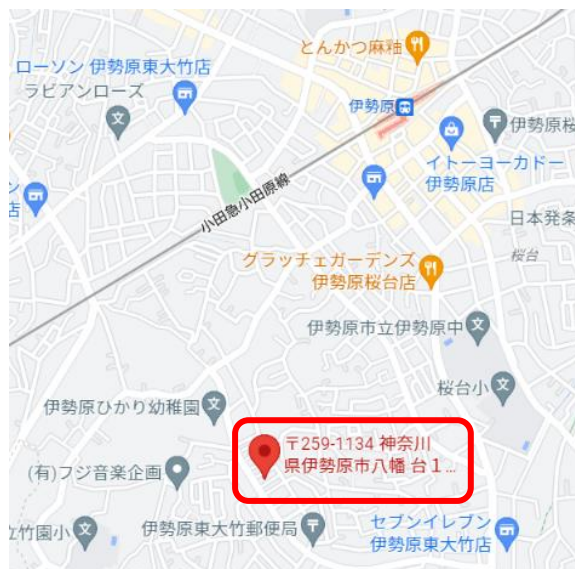 とんかつ麻釉
ローソン 伊勢原東大竹店
ラビアンローズ
伊勢原
伊勢原桜
イトーヨーカドー
伊勢原店
ン
店
小田急小田原線
日本発条
桜台
グラッチェガーデンズ
伊勢原桜台店
伊勢原市立伊勢原中
桜台小
伊勢原ひかり幼稚園
〒259-1134 神奈川
県伊勢原市八幡 台1...
(有)フジ音楽企画
立竹園小
伊勢原東大竹郵便局
セブンイレブン
伊勢原東大竹店